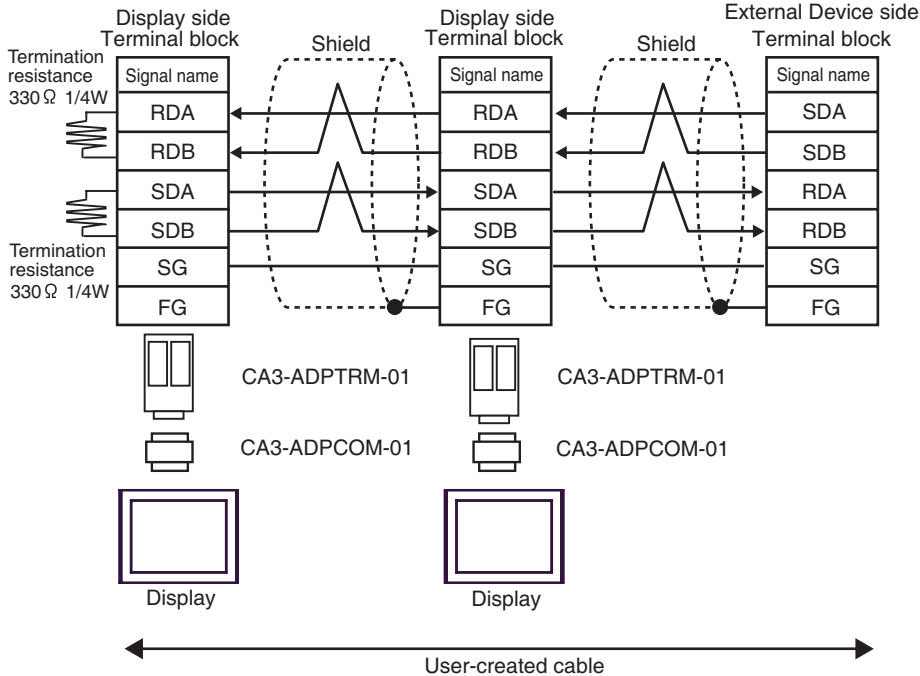 Display side
Terminal block
Display side
Terminal block
External Device side
Terminal block
Termination
resistance
330 Ω 1/4W
Shield
Shield
Signal name
RDA
RDB
SDA
SDB
SG
FG
Signal name
RDA
RDB
SDA
SDB
SG
FG
Signal name
SDA
SDB
RDA
RDB
SG
FG
Termination
resistance
330 Ω 1/4W
CA3-ADPTRM-01
CA3-ADPTRM-01
CA3-ADPCOM-01
CA3-ADPCOM-01
Display
Display
User-created cable